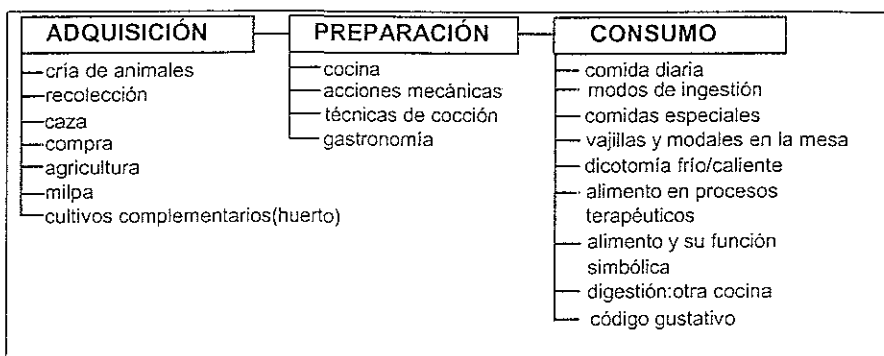 ADQUISICIÓN
cría de animales
recolección
caza
compra
agricultura
milpa
cultivos complementarios(huerto)
PREPARACIÓN
cocina
acciones mecánicas
técnicas de cocción
gastronomía
CONSUMO
comida diaria
modos de ingestión
comidas especiales
vajillas y modales en la mesa
dicotomía frío/caliente
alimento en procesos
terapéuticos
alimento y su función
simbólica
digestión:otra cocina
código gustativo